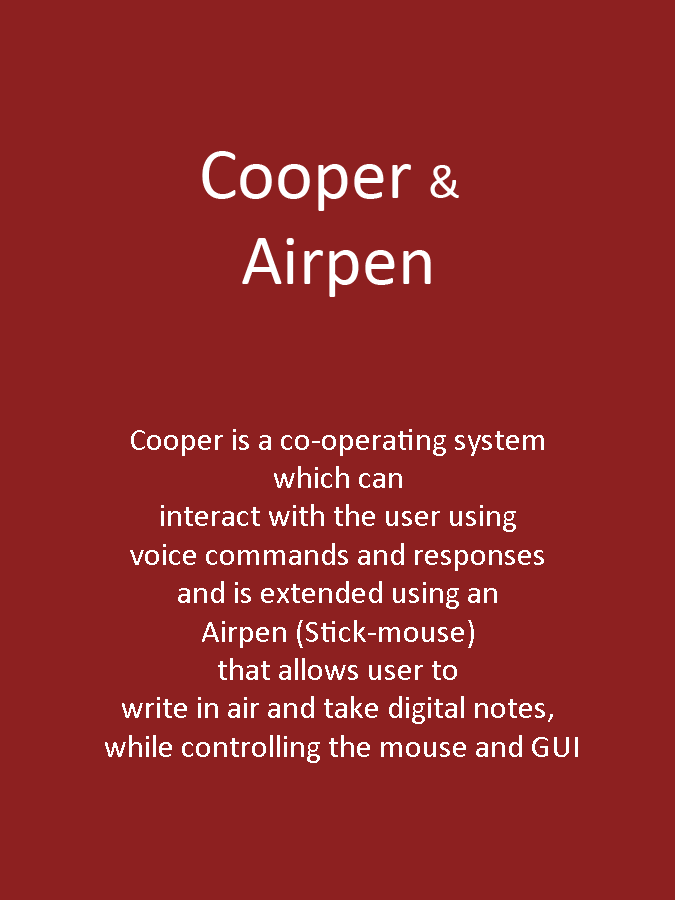 Cooper &
Airpen
Cooper is a co-operating system
which can
interact with the user using
voice commands and responses
and is extended using an
Airpen (Stick-mouse)
that allows user to
write in air and take digital notes,
while controlling the mouse and GUI